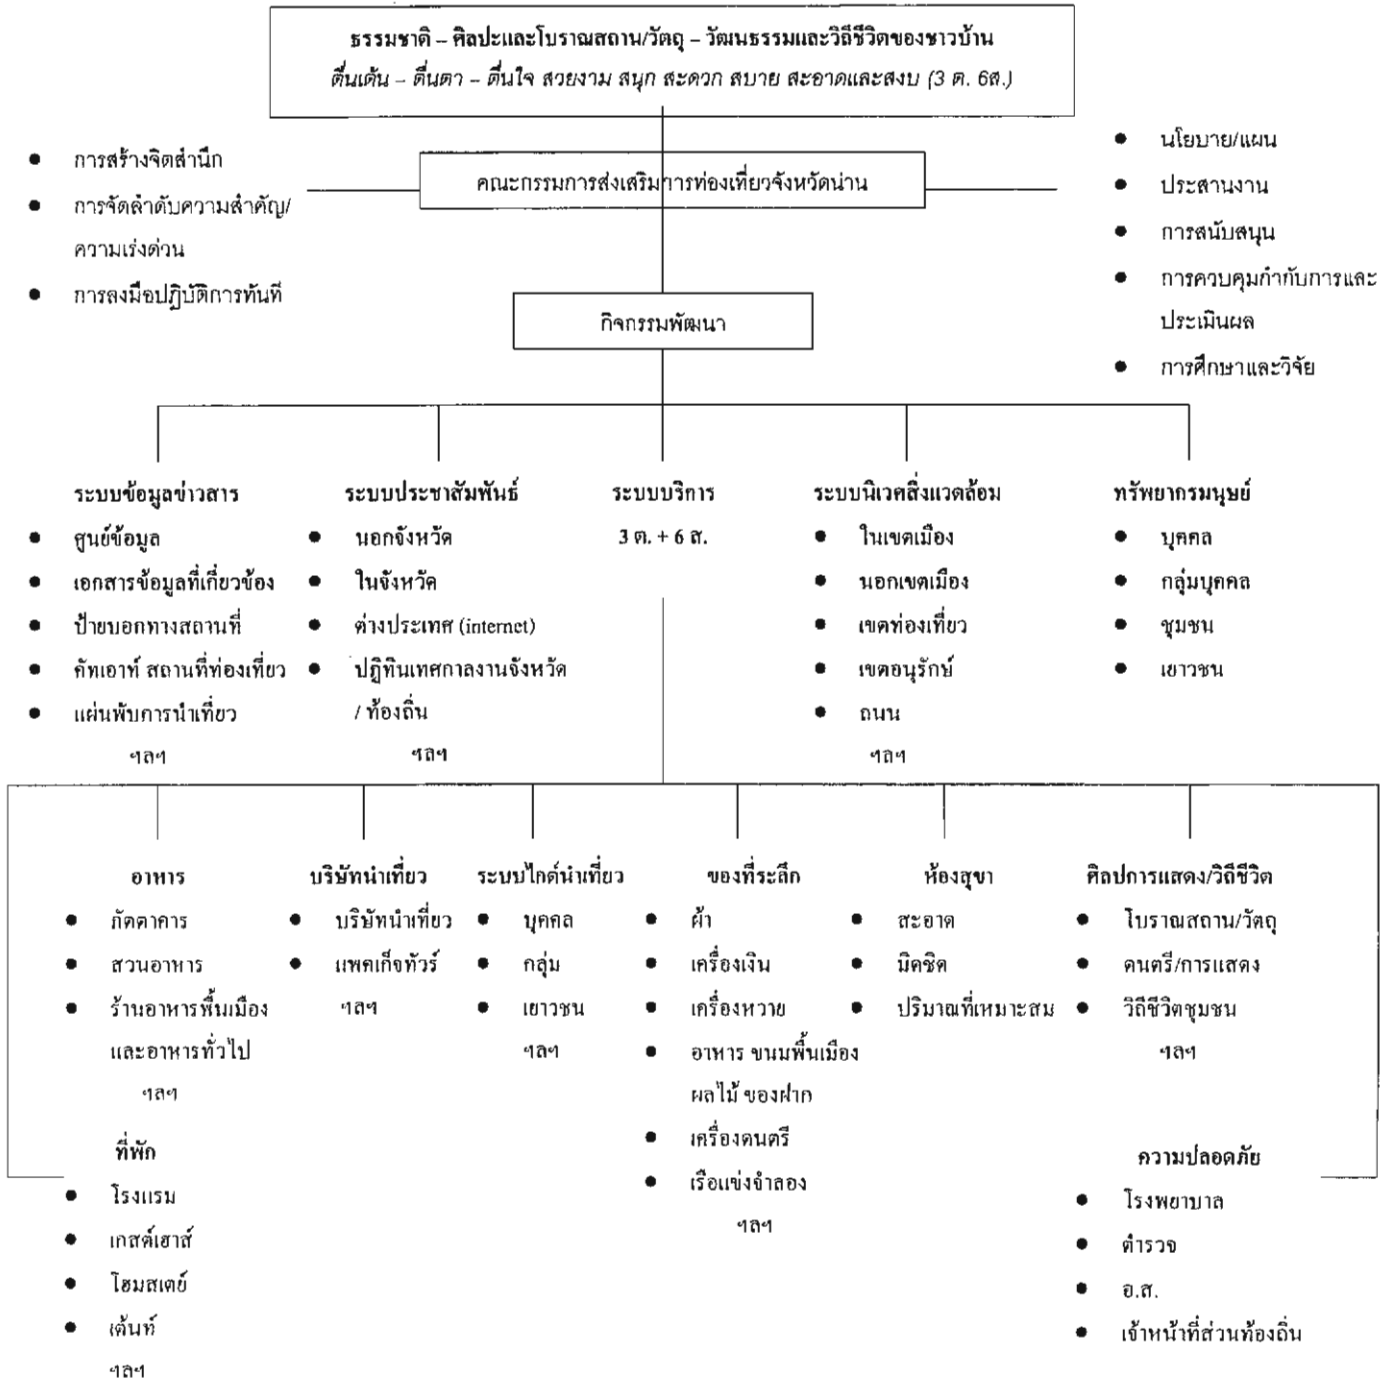 ธรรมชาติ – ศิลปะและโบราณสถาน/วัตถุ – วัฒนธรรมและวิถีชีวิตของชาวบ้าน
ตื่นเต้น – ตื่นตา – ตื่นใจ สวยงาม สนุก สะดวก สบาย สะอาดและสงบ (3 ต. 6ส.)
คณะกรรมการส่งเสริมการท่องเที่ยวจังหวัดน่าน
● การสร้างจิตสำนึก
● การจัดลำดับความสำคัญ/
ความเร่งด่วน
● การลงมือปฏิบัติการทันที
● นโยบาย/แผน
● ประสานงาน
● การสนับสนุน
● การควบคุมกำกับการและ
ประเมินผล
● การศึกษาและวิจัย
กิจกรรมพัฒนา
ระบบข้อมูลข่าวสาร
● ศูนย์ข้อมูล
● เอกสารข้อมูลที่เกี่ยวข้อง
● ป้ายบอกทางสถานที่
● คัทเอาท์ สถานที่ท่องเที่ยว
● แผ่นพับการนำเที่ยว
ฯลฯ
ระบบประชาสัมพันธ์
● นอกจังหวัด
● ในจังหวัด
● ต่างประเทศ (internet)
● ปฏิทินเทศกาลงานจังหวัด
/ ท้องถิ่น
ฯลฯ
ระบบบริการ
3 ต. + 6 ส.
ระบบนิเวศสิ่งแวดล้อม
● ในเขตเมือง
● นอกเขตเมือง
● เขตท่องเที่ยว
● เขตอนุรักษ์
● ถนน
ฯลฯ
ทรัพยากรมนุษย์
● บุคคล
● กลุ่มบุคคล
● ชุมชน
● เยาวชน
อาหาร
● ภัตตาคาร
● สวนอาหาร
● ร้านอาหารพื้นเมือง
และอาหารทั่วไป
ฯลฯ
ที่พัก
● โรงแรม
● เกสต์เฮาส์
● โฮมสเตย์
● เต้นท์
ฯลฯ
บริษัทนำเที่ยว
● บริษัทนำเที่ยว
● แพคเก็จทัวร์
ฯลฯ
ระบบไกด์นำเที่ยว
● บุคคล
● กลุ่ม
● เยาวชน
ฯลฯ
ของที่ระลึก
● ผ้า
● เครื่องเงิน
● เครื่องหวาย
● อาหาร ขนมพื้นเมือง
ผลไม้ ของฝาก
● เครื่องดนตรี
● เรือแข่งจำลอง
ฯลฯ
ห้องสุขา
● สะอาด
● มิดชิด
● ปริมาณที่เหมาะสม
ศิลปการแสดง/วิถีชีวิต
● โบราณสถาน/วัตถุ
● ดนตรี/การแสดง
● วิถีชีวิตชุมชน
ฯลฯ
ความปลอดภัย
● โรงพยาบาล
● ตำรวจ
● อ.ส.
● เจ้าหน้าที่ส่วนท้องถิ่น